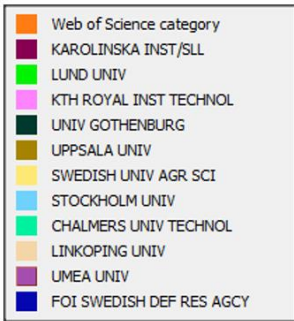 Web of Science category
KAROLINSKA INST/SLL
LUND UNIV
KTH ROYAL INST TECHNOL
UNIV GOTHENBURG
UPPSALA UNIV
SWEDISH UNIV AGR SCI
STOCKHOLM UNIV
CHALMERS UNIV TECHNOL
LINKOPING UNIV
UMEA UNIV
FOI SWEDISH DEF RES AGCY